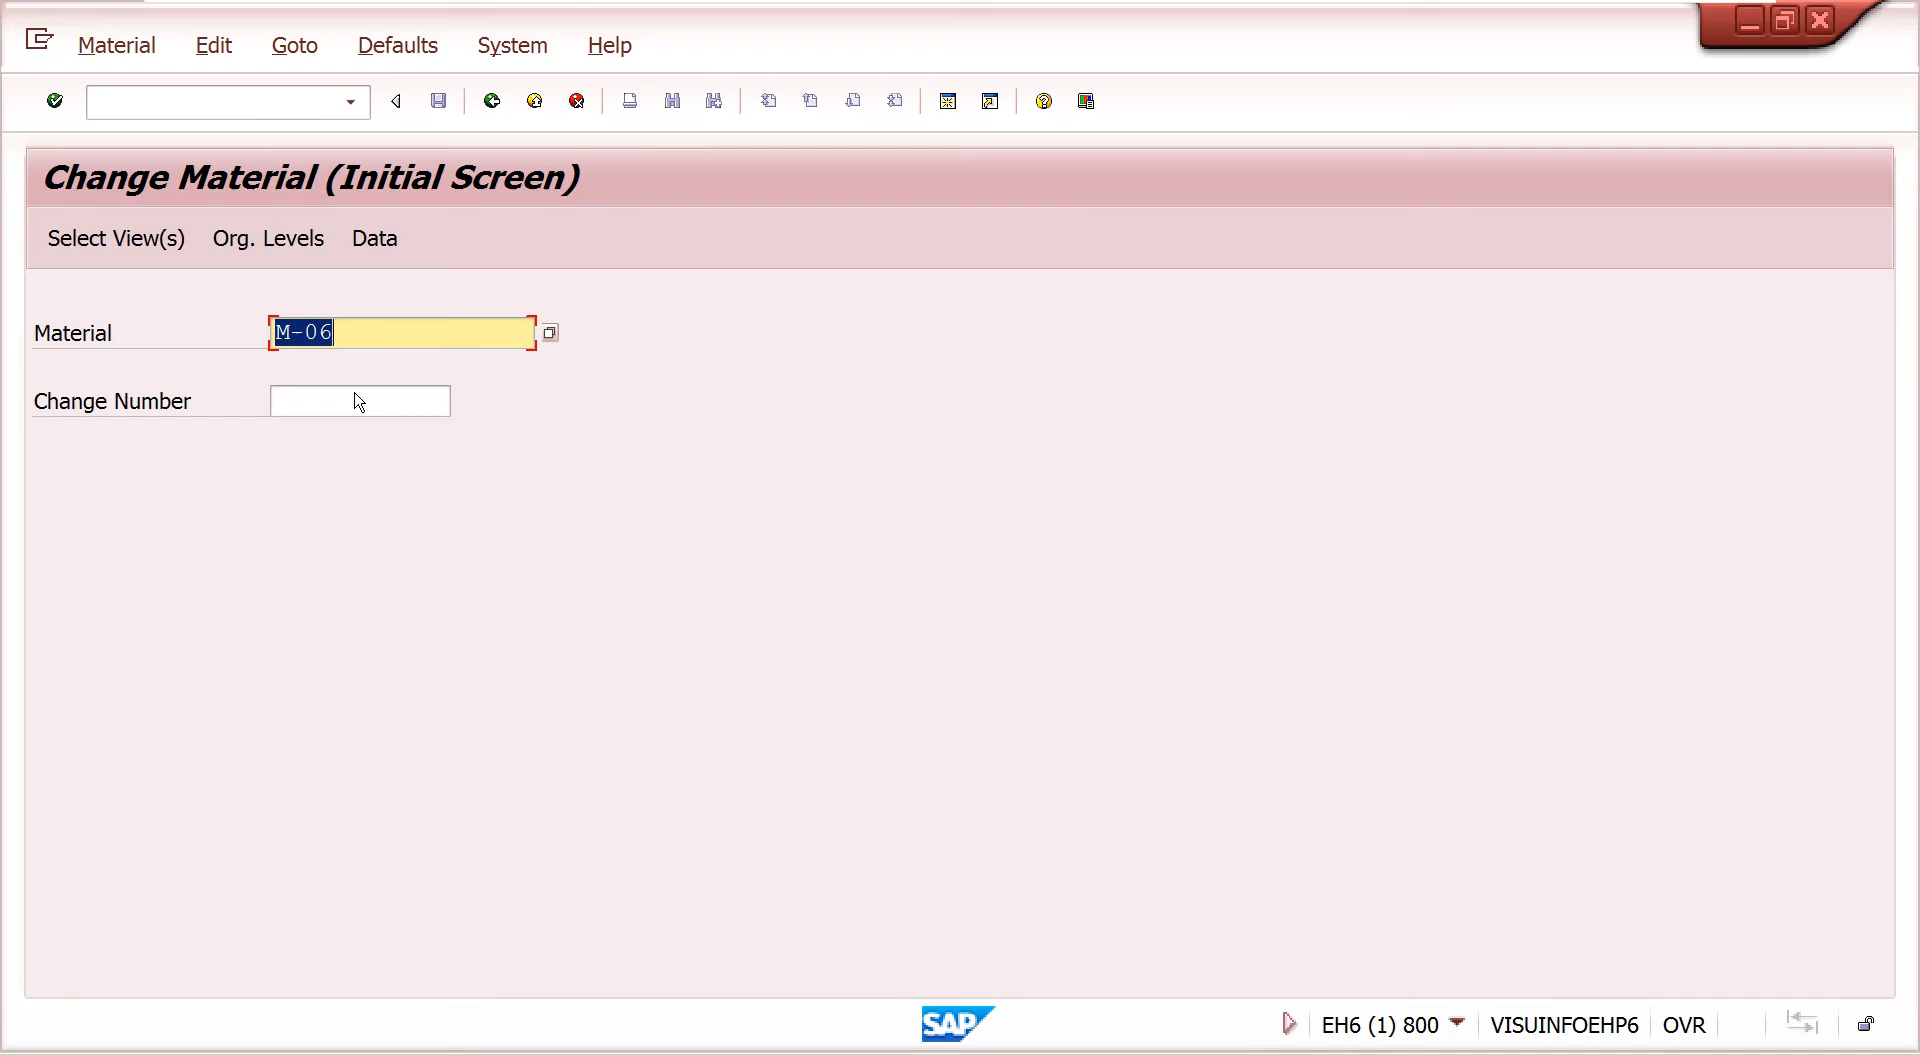 Material Edit Goto Defaults System Help
Change Material (Initial Screen)
Select View(s) Org. Levels Data
Material M-06
Change Number
SAP EH6 (1) 800 VISUINFOEHP6 OVR